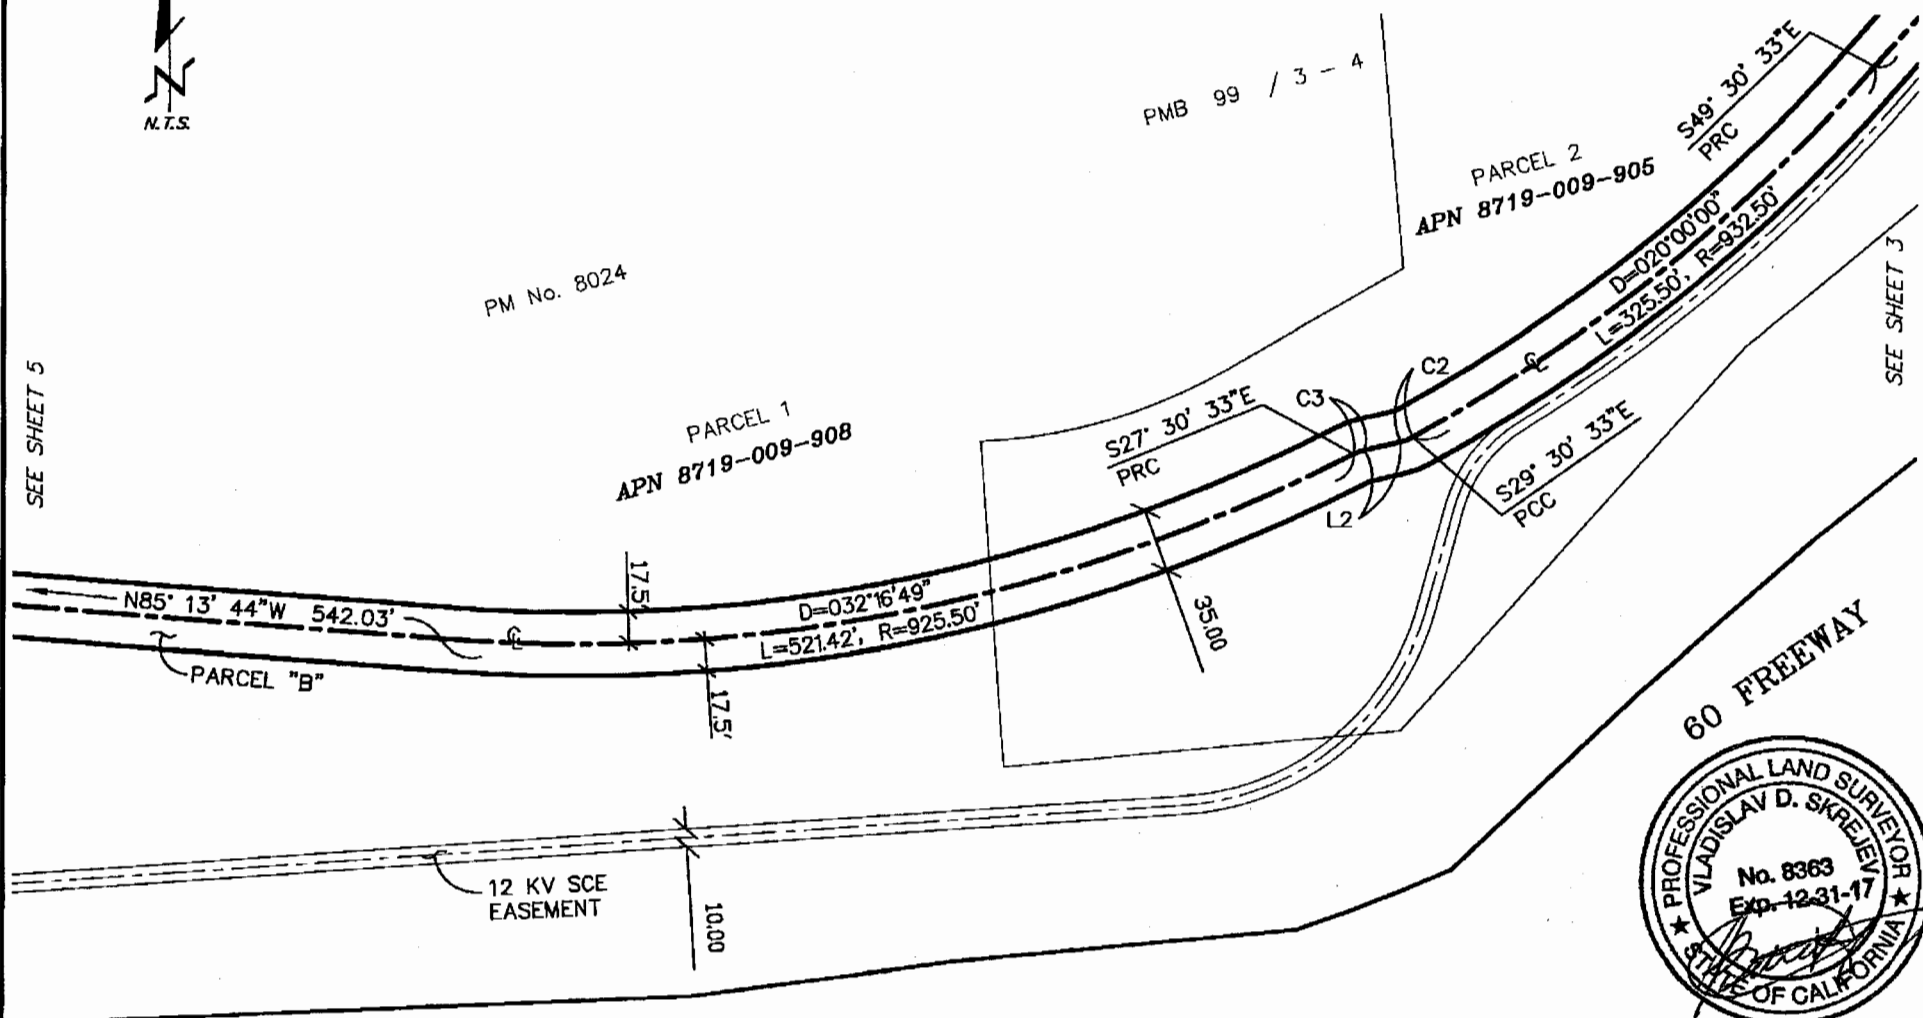 N
N.T.S.
PMB 99 / 3 - 4
S49° 30' 33"E
PRC
PARCEL 2
APN 8719-009-905
PM No. 8024
D=020°00'00"
L=325.50', R=932.50'
SEE SHEET 3
SEE SHEET 5
PARCEL 1
APN 8719-009-908
C2
C3
S27° 30' 33"E
PRC
L2
S29° 30' 33"E
PCC
℄
N85° 13' 44"W 542.03'
℄
17.5'
D=032°16'49"
L=521.42', R=925.50'
35.00
PARCEL "B"
17.5'
60 FREEWAY
12 KV SCE
EASEMENT
10.00
PROFESSIONAL LAND SURVEYOR
VLADISLAV D. SKREJEV
No. 8363
Exp. 12-31-17
STATE OF CALIFORNIA